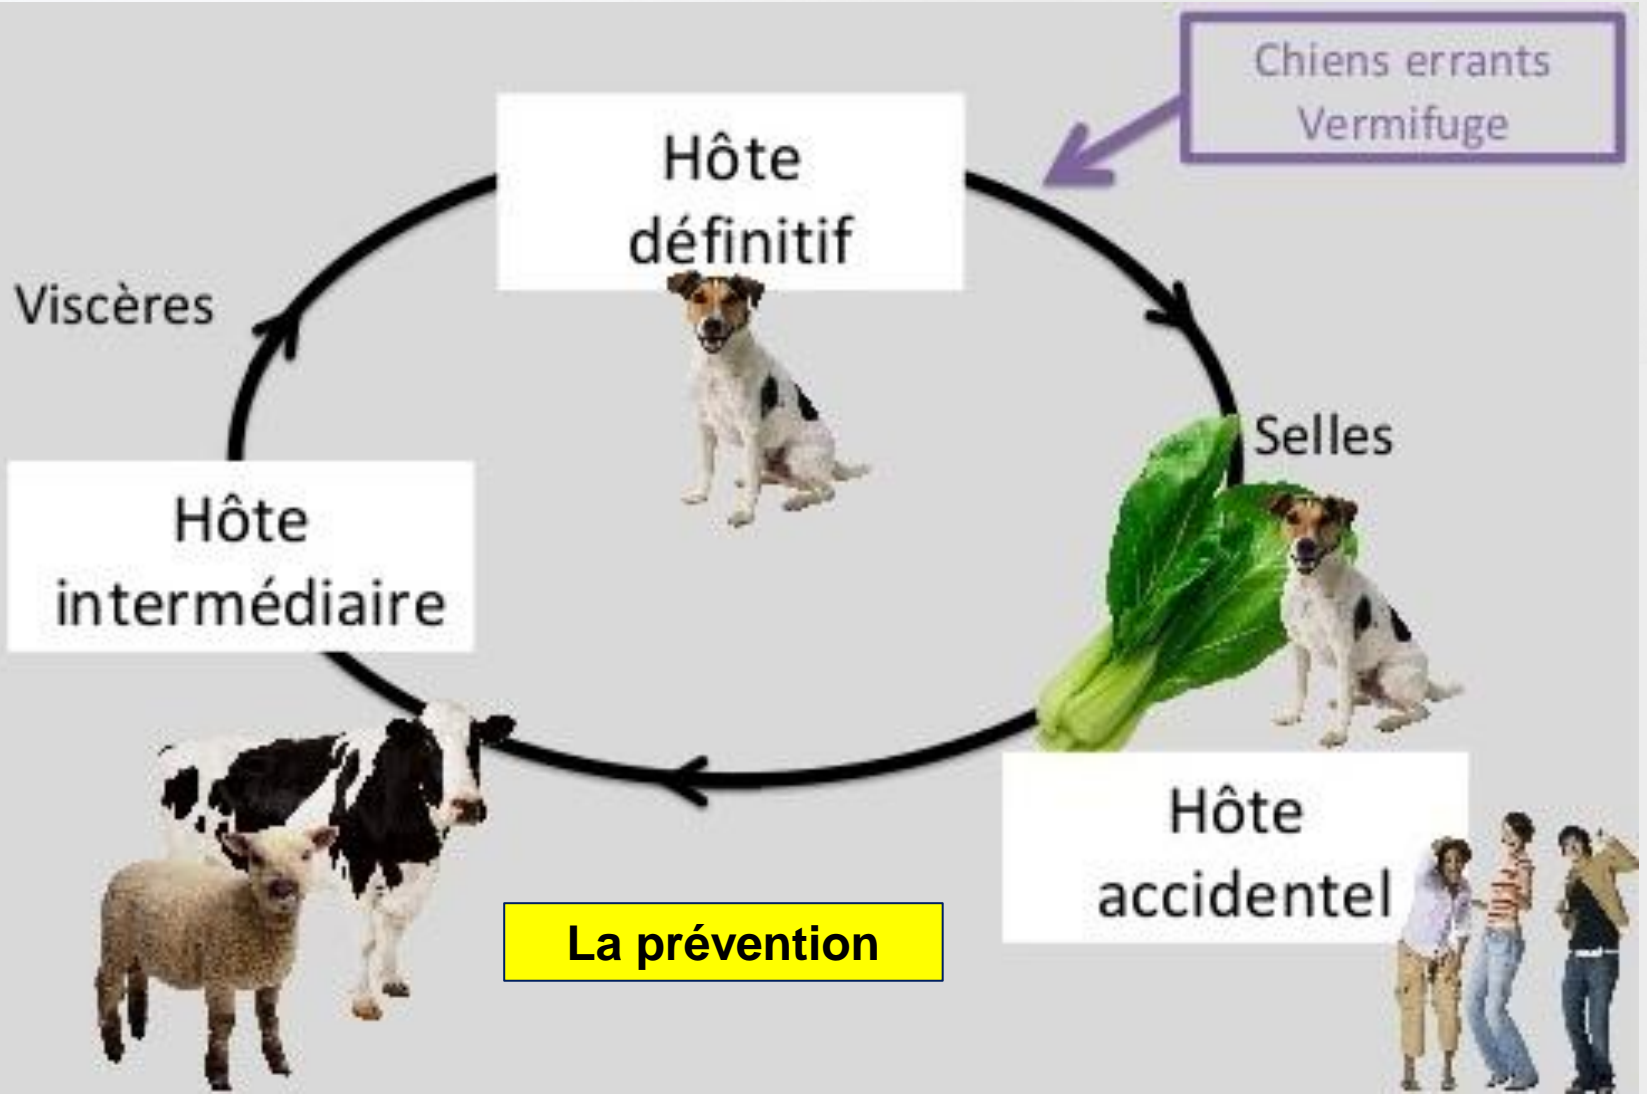 Chiens errants
Vermifuge
Hôte
définitif
Viscères
Selles
Hôte
intermédiaire
Hôte
accidentel
La prévention